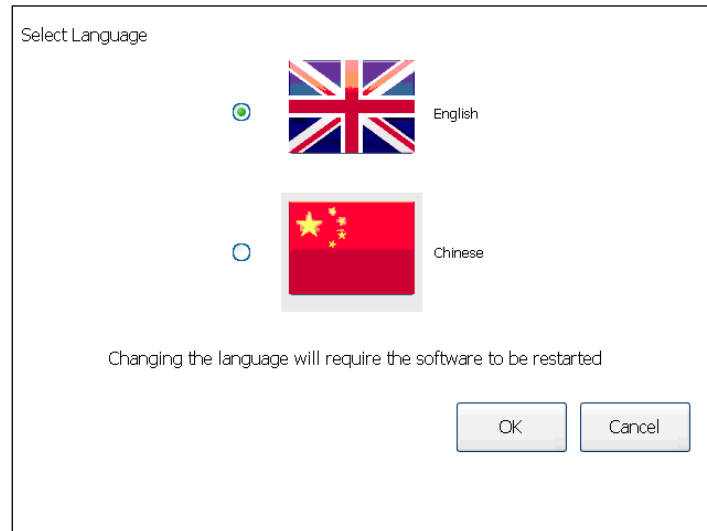 Select Language
English
Chinese
Changing the language will require the software to be restarted
OK
Cancel